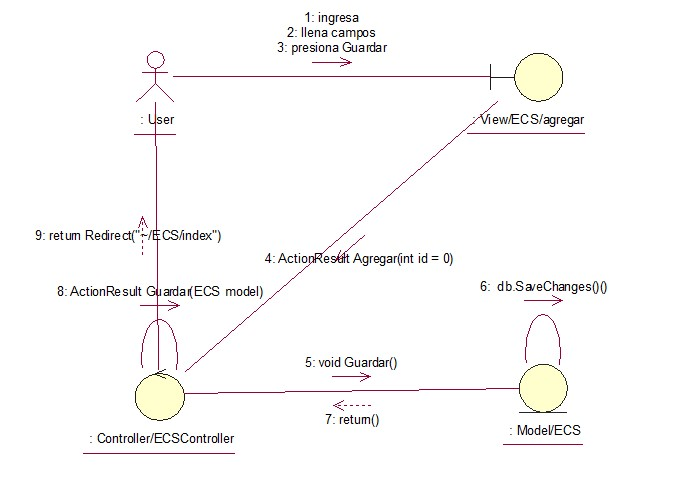 1: ingresa
2: llena campos
3: presiona Guardar
: User
: View/ECS/agregar
9: return Redirect("~/ECS/index")
4: ActionResult Agregar(int id = 0)
8: ActionResult Guardar(ECS model)
6: db.SaveChanges()()
5: void Guardar()
7: return()
: Controller/ECSController
: Model/ECS